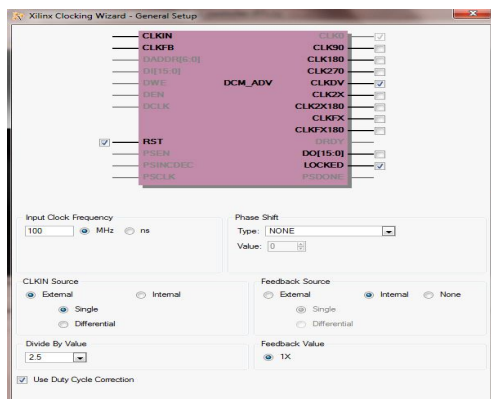 Xilinx Clocking Wizard - General Setup
CLKIN CLK0
CLKFB CLK90
DADDR[6:0] CLK180
DI[15:0] CLK270
DWE DCM_ADV CLKDV
DEN CLK2X
DCLK CLK2X180
CLKFX
CLKFX180
RST DRDY
PSEN DO[15:0]
PSINCDEC LOCKED
PSCLK PSDONE
Input Clock Frequency
100 MHz ns
Phase Shift
Type: NONE
Value: 0
CLKIN Source
External Internal
Single
Differential
Feedback Source
External Internal None
Single
Differential
Divide By Value
2.5
Feedback Value
1X
Use Duty Cycle Correction